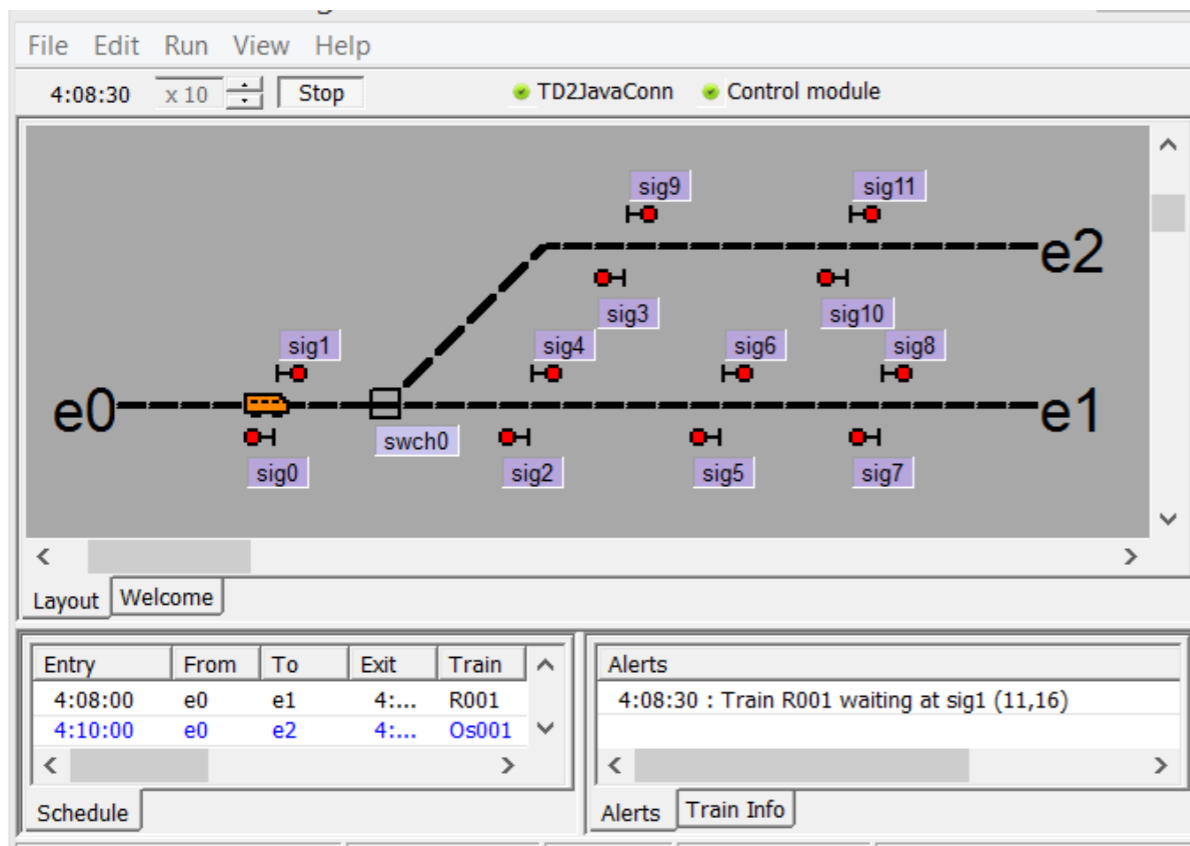 File Edit Run View Help
4:08:30 x 10 Stop TD2JavaConn Control module
sig9 sig11
e2
sig3 sig10
sig1 sig4 sig6 sig8
e0 e1
swch0
sig0 sig2 sig5 sig7
Layout Welcome
Entry From To Exit Train
4:08:00 e0 e1 4:... R001
4:10:00 e0 e2 4:... Os001
Schedule
Alerts
4:08:30 : Train R001 waiting at sig1 (11,16)
Alerts Train Info